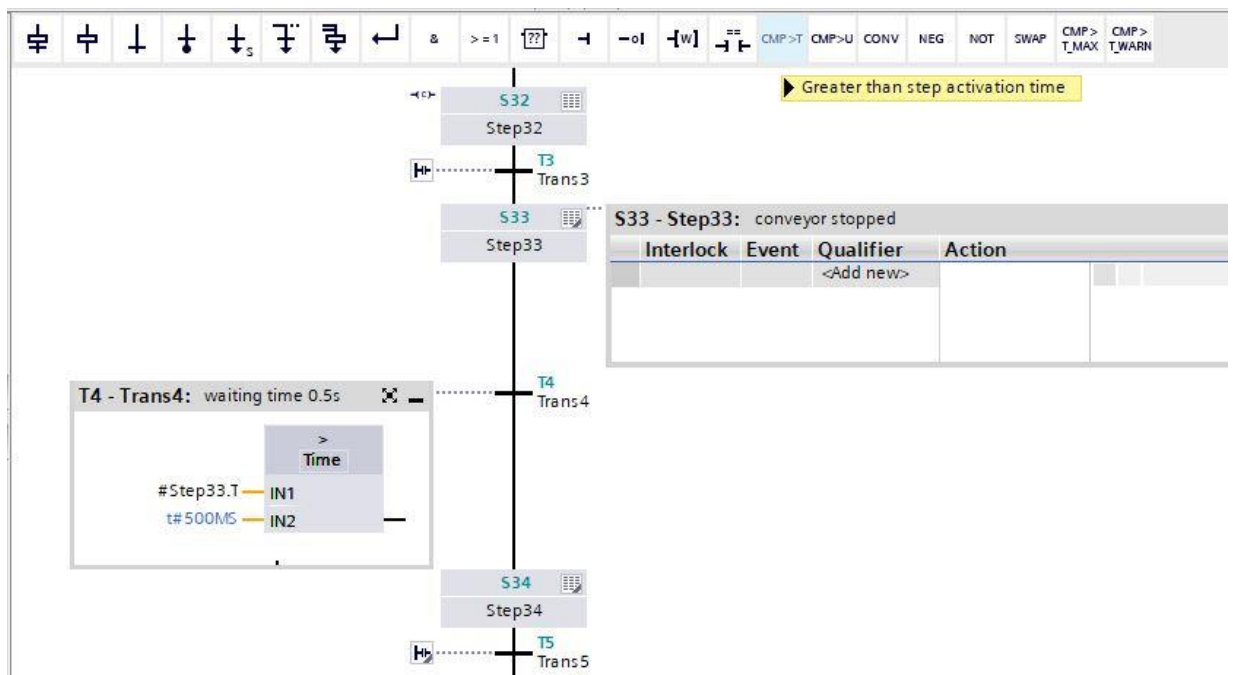 S & >=1 ?? [W] == CMP>T CMP>U CONV NEG NOT SWAP CMP> T_MAX CMP> T_WARN
Greater than step activation time
(C) S32
Step32
T3
Trans3
S33
Step33
S33 - Step33: conveyor stopped
Interlock Event Qualifier Action
<Add new>
T4
Trans4
T4 - Trans4: waiting time 0.5s
>
Time
#Step33.T IN1
t#500MS IN2
S34
Step34
T5
Trans5